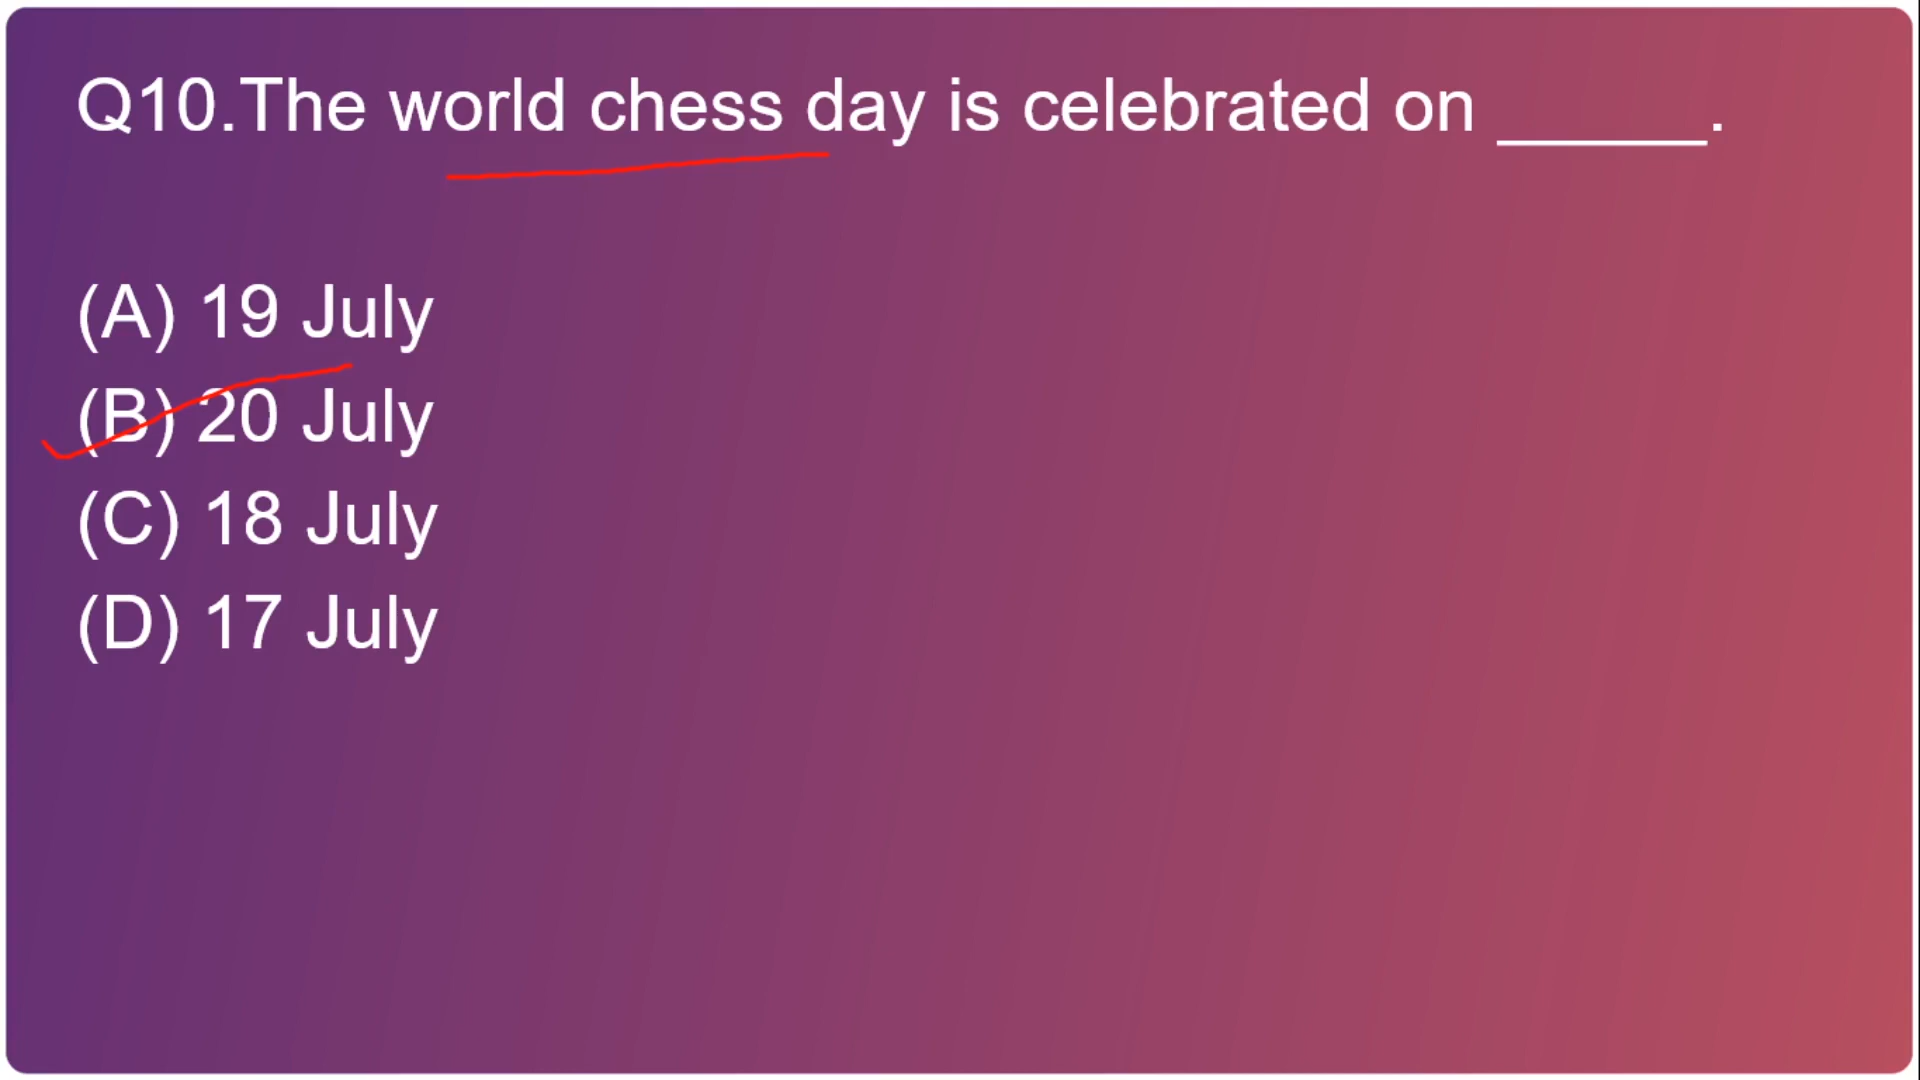 Q10.The world chess day is celebrated on ______.
(A) 19 July
(B) 20 July
(C) 18 July
(D) 17 July